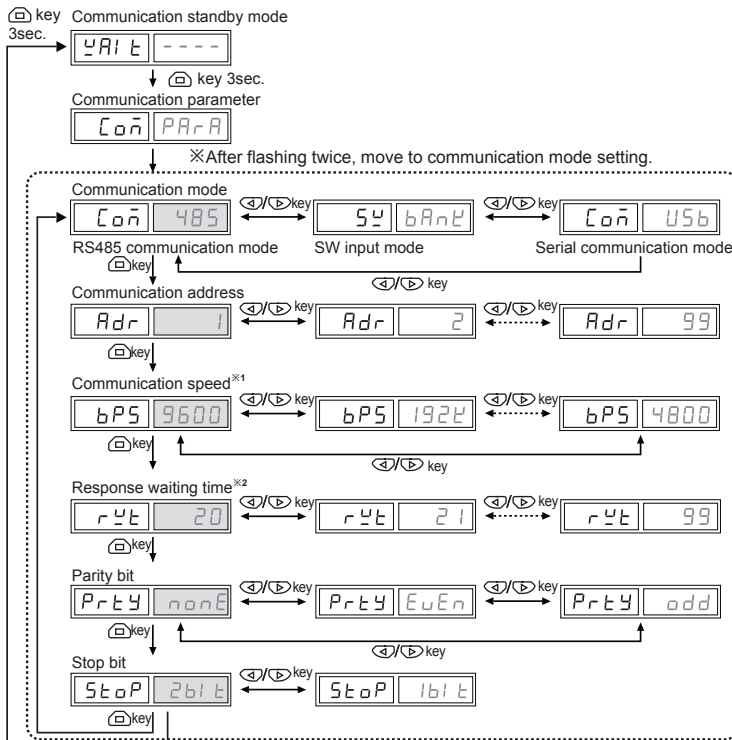 key Communication standby mode
3sec.
WAIt ----
key 3sec.
Communication parameter
Com PArA
※After flashing twice, move to communication mode setting.
Communication mode
Com 485 ◁/▷key SW bAnK ◁/▷key Com USb
RS485 communication mode SW input mode Serial communication mode
key
◁/▷ key
Communication address
Adr 1 ◁/▷ key Adr 2 ◁/▷ key Adr 99
key
Communication speed※1
bPS 9600 ◁/▷ key bPS 192K ◁/▷ key bPS 4800
key
◁/▷ key
Response waiting time※2
rWt 20 ◁/▷ key rWt 21 ◁/▷ key rWt 99
key
Parity bit
PrtY nonE ◁/▷ key PrtY EvEn ◁/▷ key PrtY odd
key
◁/▷ key
Stop bit
StoP 2bIt ◁/▷ key StoP 1bIt
key